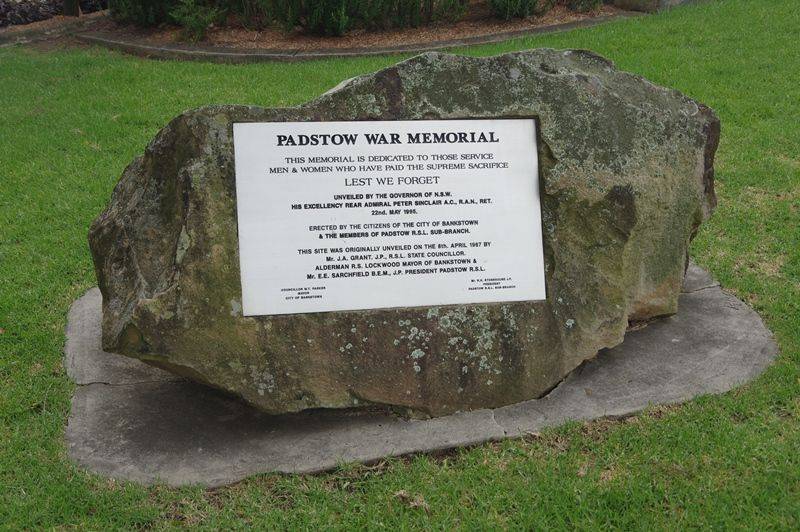 PADSTOW WAR MEMORIAL
THIS MEMORIAL IS DEDICATED TO THOSE SERVICE
MEN & WOMEN WHO HAVE PAID THE SUPREME SACRIFICE
LEST WE FORGET
UNVEILED BY THE GOVERNOR OF N.S.W.
HIS EXCELLENCY REAR ADMIRAL PETER SINCLAIR A.C., R.A.N., RET.
22nd. MAY 1995.
ERECTED BY THE CITIZENS OF THE CITY OF BANKSTOWN
& THE MEMBERS OF PADSTOW R.S.L. SUB-BRANCH.
THIS SITE WAS ORIGINALLY UNVEILED ON THE 8th. APRIL 1967 BY
Mr. J.A. GRANT, J.P., R.S.L. STATE COUNCILLOR.
ALDERMAN R.S. LOCKWOOD MAYOR OF BANKSTOWN &
Mr. E.E. SARCHFIELD B.E.M., J.P. PRESIDENT PADSTOW R.S.L.
COUNCILLOR
MAYOR
CITY OF BANKSTOWN
PRESIDENT
PADSTOW R.S.L. SUB-BRANCH